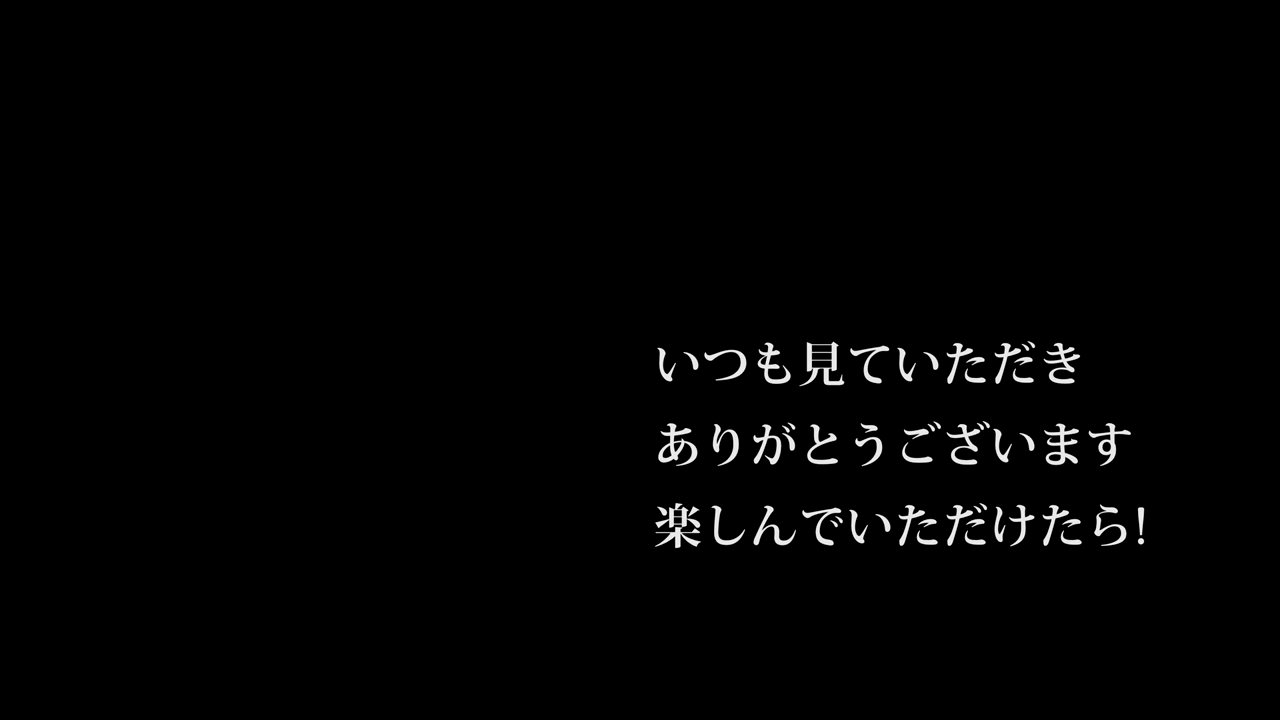 いつも見ていただき
ありがとうございます
楽しんでいただけたら!